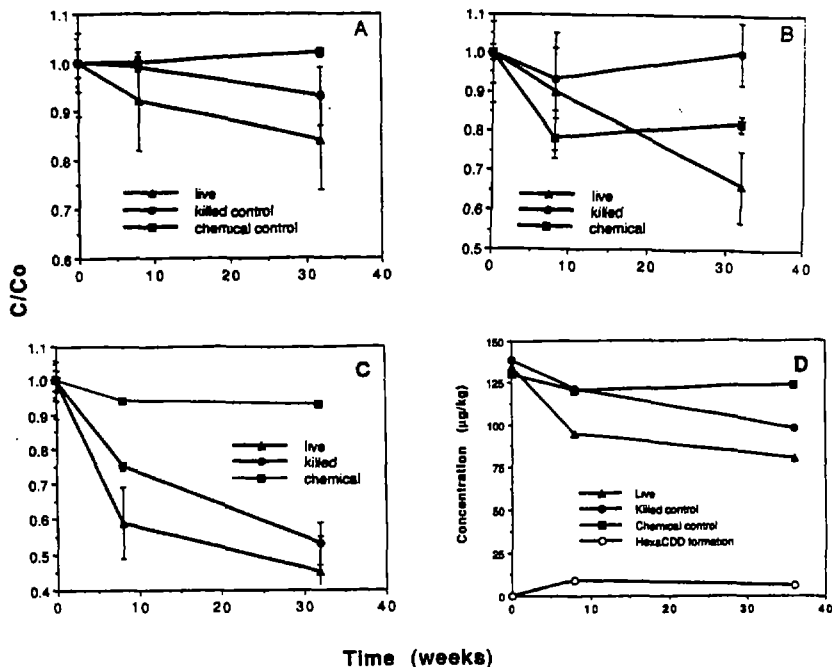 A
1.1
1.0
0.9
0.8
0.7
0.6
live
killed control
chemical control
0 10 20 30 40
B
1.1
1.0
0.9
0.8
0.7
0.6
0.5
live
killed
chemical
0 10 20 30 40
C/Co
C
1.1
1.0
0.9
0.8
0.7
0.6
0.5
0.4
live
killed
chemical
0 10 20 30 40
D
Concentration (µg/kg)
150
125
100
75
50
25
0
Live
Killed control
Chemical control
HexaCDD formation
0 10 20 30 40
Time (weeks)